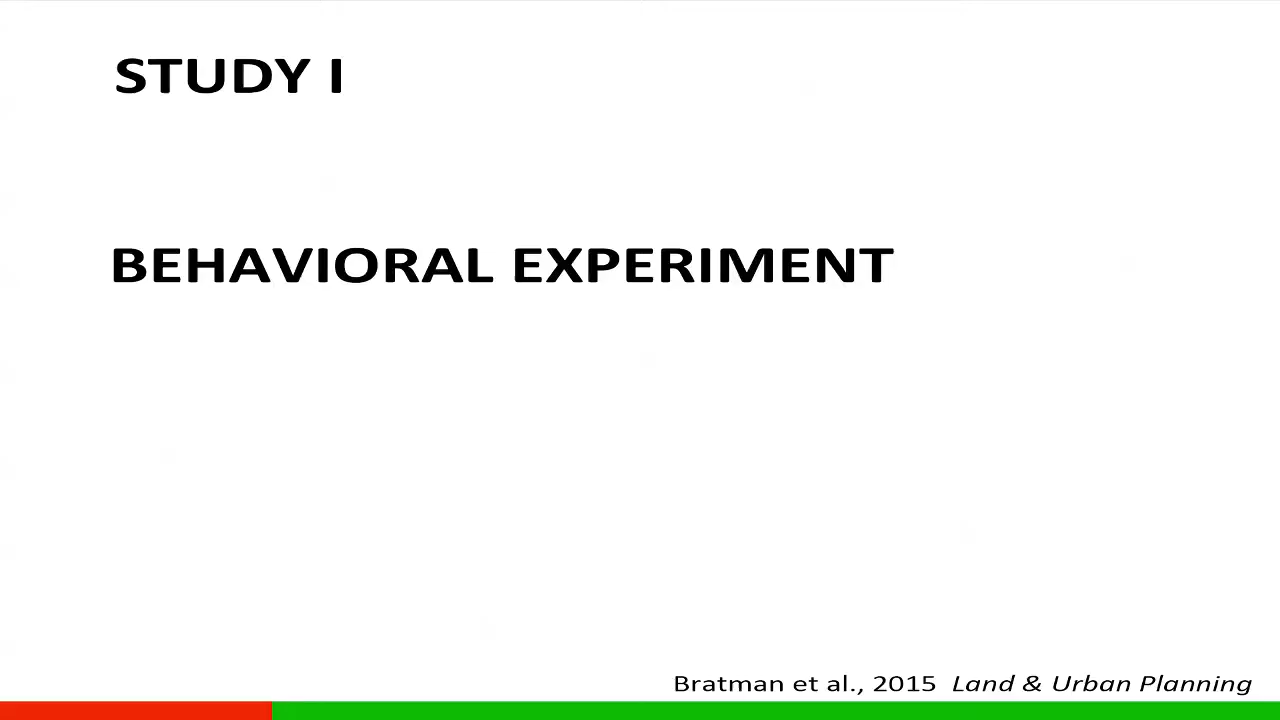 STUDY I
BEHAVIORAL EXPERIMENT
Bratman et al., 2015 Land & Urban Planning